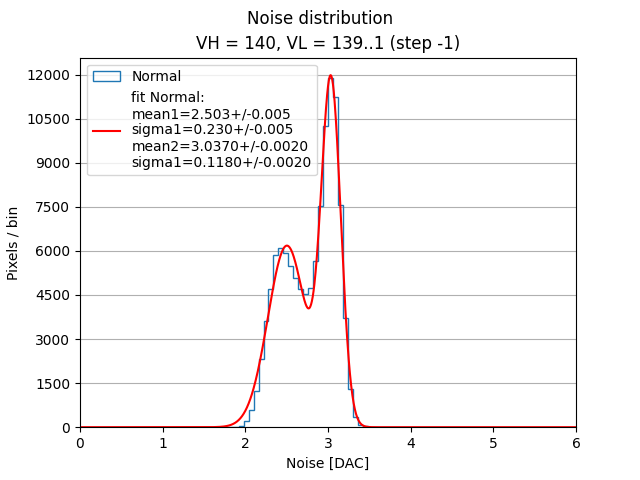 Noise distribution
VH = 140, VL = 139..1 (step -1)
Normal
fit Normal:
mean1=2.503+/-0.005
sigma1=0.230+/-0.005
mean2=3.0370+/-0.0020
sigma1=0.1180+/-0.0020
12000
10500
9000
7500
6000
4500
3000
1500
0
Pixels / bin
0 1 2 3 4 5 6
Noise [DAC]